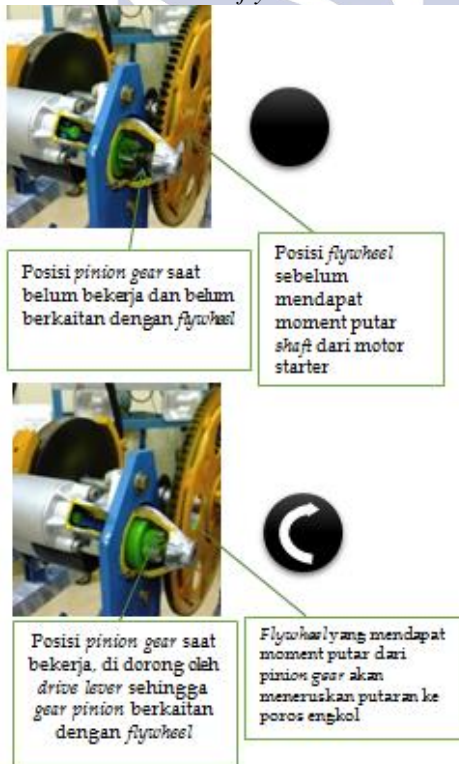 Posisi pinion gear saat
belum bekerja dan belum
berkaitan dengan flywheel
Posisi flywheel
sebelum
mendapat
moment putar
shaft dari motor
starter
Posisi pinion gear saat
bekerja, di dorong oleh
drive lever sehingga
gear pinion berkaitan
dengan flywheel
Flywheel yang mendapat
moment putar dari
pinion gear akan
meneruskan putaran ke
poros engkol